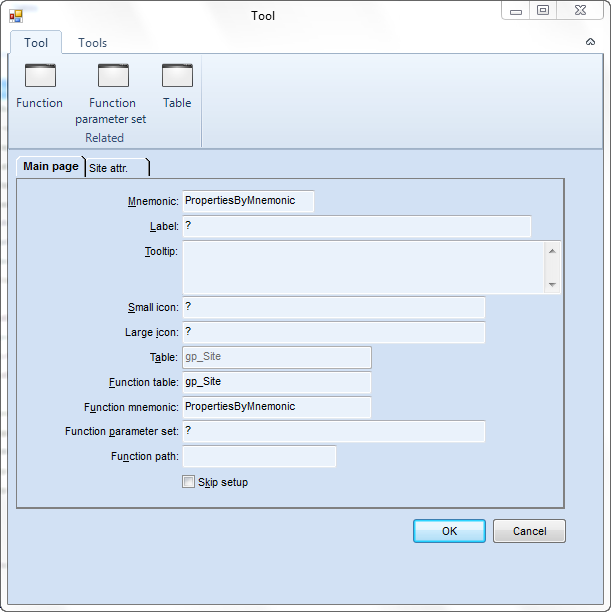 Tool
Tool Tools
Function Function parameter set Table
Related
Main page Site attr.
Mnemonic: PropertiesByMnemonic
Label: ?
Tooltip:
Small icon: ?
Large icon: ?
Table: gp_Site
Function table: gp_Site
Function mnemonic: PropertiesByMnemonic
Function parameter set: ?
Function path:
Skip setup
OK Cancel